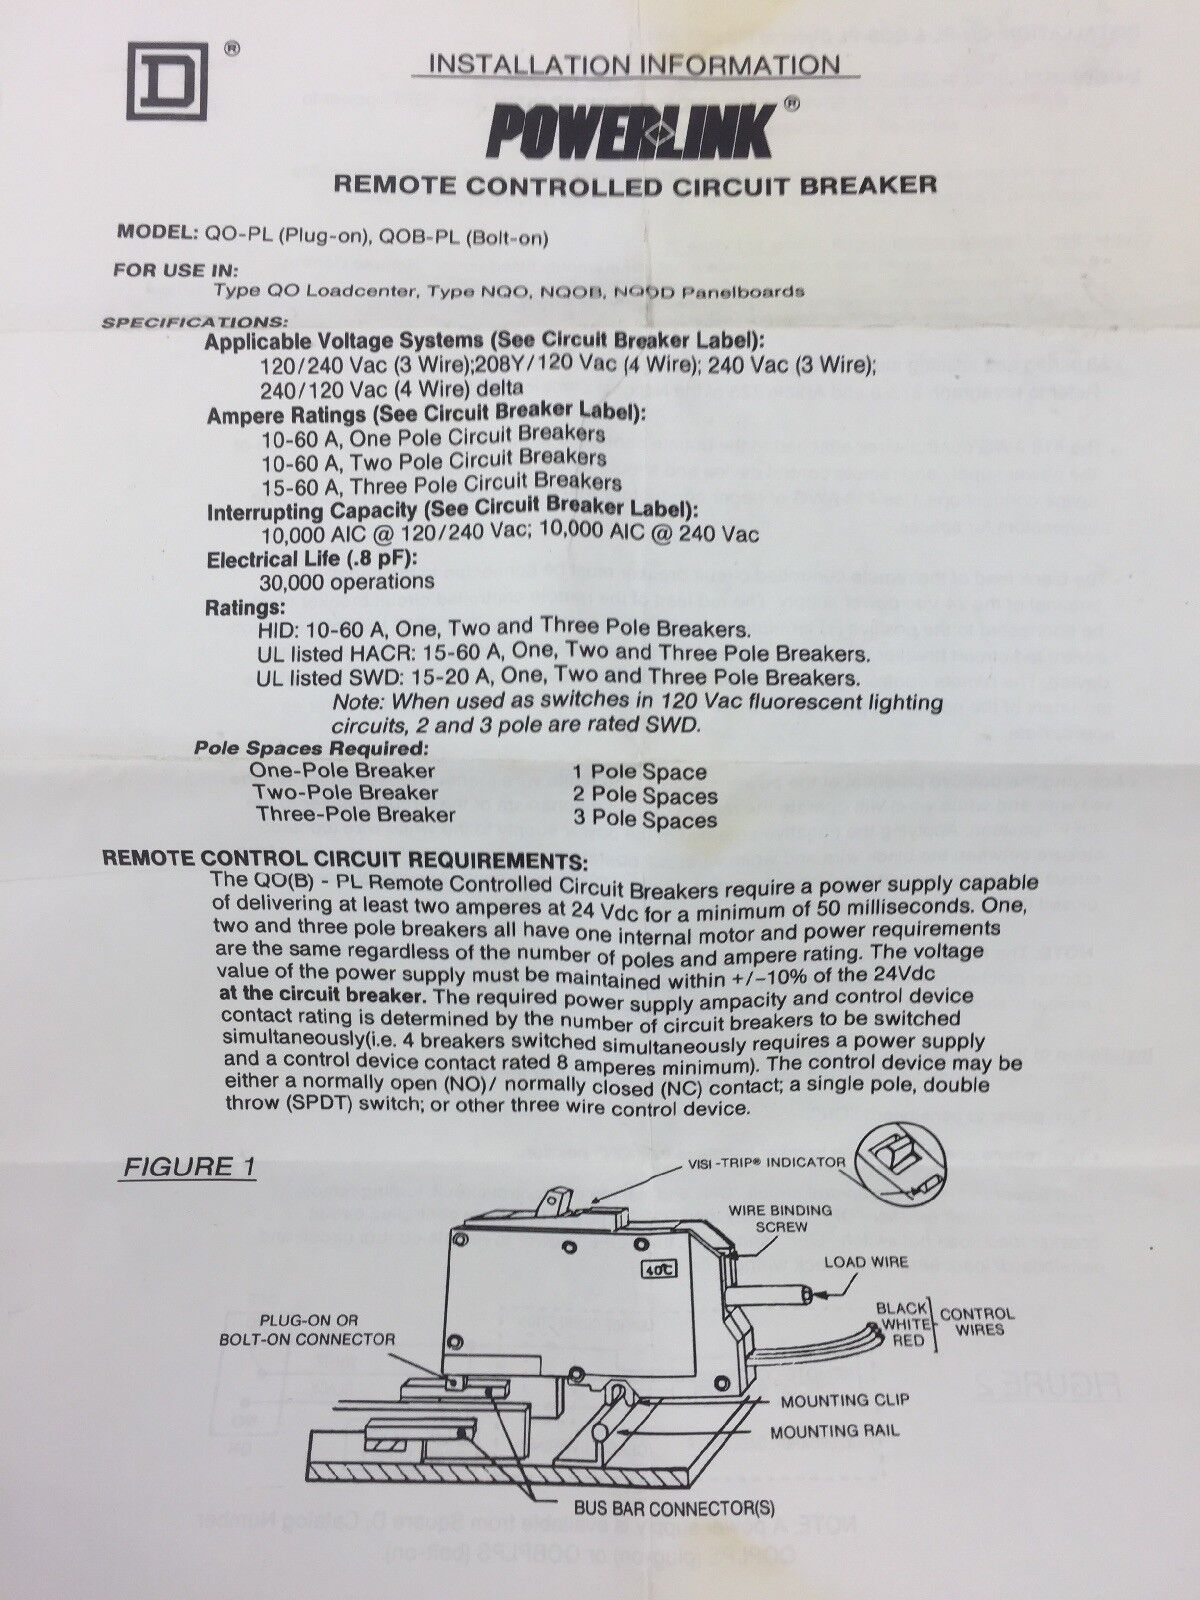 D ®
INSTALLATION INFORMATION
POWERLINK®
REMOTE CONTROLLED CIRCUIT BREAKER
MODEL: QO-PL (Plug-on), QOB-PL (Bolt-on)
FOR USE IN:
Type QO Loadcenter, Type NQO, NQOB, NQOD Panelboards
SPECIFICATIONS:
Applicable Voltage Systems (See Circuit Breaker Label):
120/240 Vac (3 Wire);208Y/120 Vac (4 Wire); 240 Vac (3 Wire);
240/120 Vac (4 Wire) delta
Ampere Ratings (See Circuit Breaker Label):
10-60 A, One Pole Circuit Breakers
10-60 A, Two Pole Circuit Breakers
15-60 A, Three Pole Circuit Breakers
Interrupting Capacity (See Circuit Breaker Label):
10,000 AIC @ 120/240 Vac; 10,000 AIC @ 240 Vac
Electrical Life (.8 pF):
30,000 operations
Ratings:
HID: 10-60 A, One, Two and Three Pole Breakers.
UL listed HACR: 15-60 A, One, Two and Three Pole Breakers.
UL listed SWD: 15-20 A, One, Two and Three Pole Breakers.
Note: When used as switches in 120 Vac fluorescent lighting
circuits, 2 and 3 pole are rated SWD.
Pole Spaces Required:
One-Pole Breaker 1 Pole Space
Two-Pole Breaker 2 Pole Spaces
Three-Pole Breaker 3 Pole Spaces
REMOTE CONTROL CIRCUIT REQUIREMENTS:
The QO(B) - PL Remote Controlled Circuit Breakers require a power supply capable
of delivering at least two amperes at 24 Vdc for a minimum of 50 milliseconds. One,
two and three pole breakers all have one internal motor and power requirements
are the same regardless of the number of poles and ampere rating. The voltage
value of the power supply must be maintained within +/-10% of the 24Vdc
at the circuit breaker. The required power supply ampacity and control device
contact rating is determined by the number of circuit breakers to be switched
simultaneously(i.e. 4 breakers switched simultaneously requires a power supply
and a control device contact rated 8 amperes minimum). The control device may be
either a normally open (NO)/ normally closed (NC) contact; a single pole, double
throw (SPDT) switch; or other three wire control device.
FIGURE 1
VISI-TRIP® INDICATOR
WIRE BINDING
SCREW
40°C
LOAD WIRE
BLACK
WHITE
RED
CONTROL
WIRES
PLUG-ON OR
BOLT-ON CONNECTOR
MOUNTING CLIP
MOUNTING RAIL
BUS BAR CONNECTOR(S)